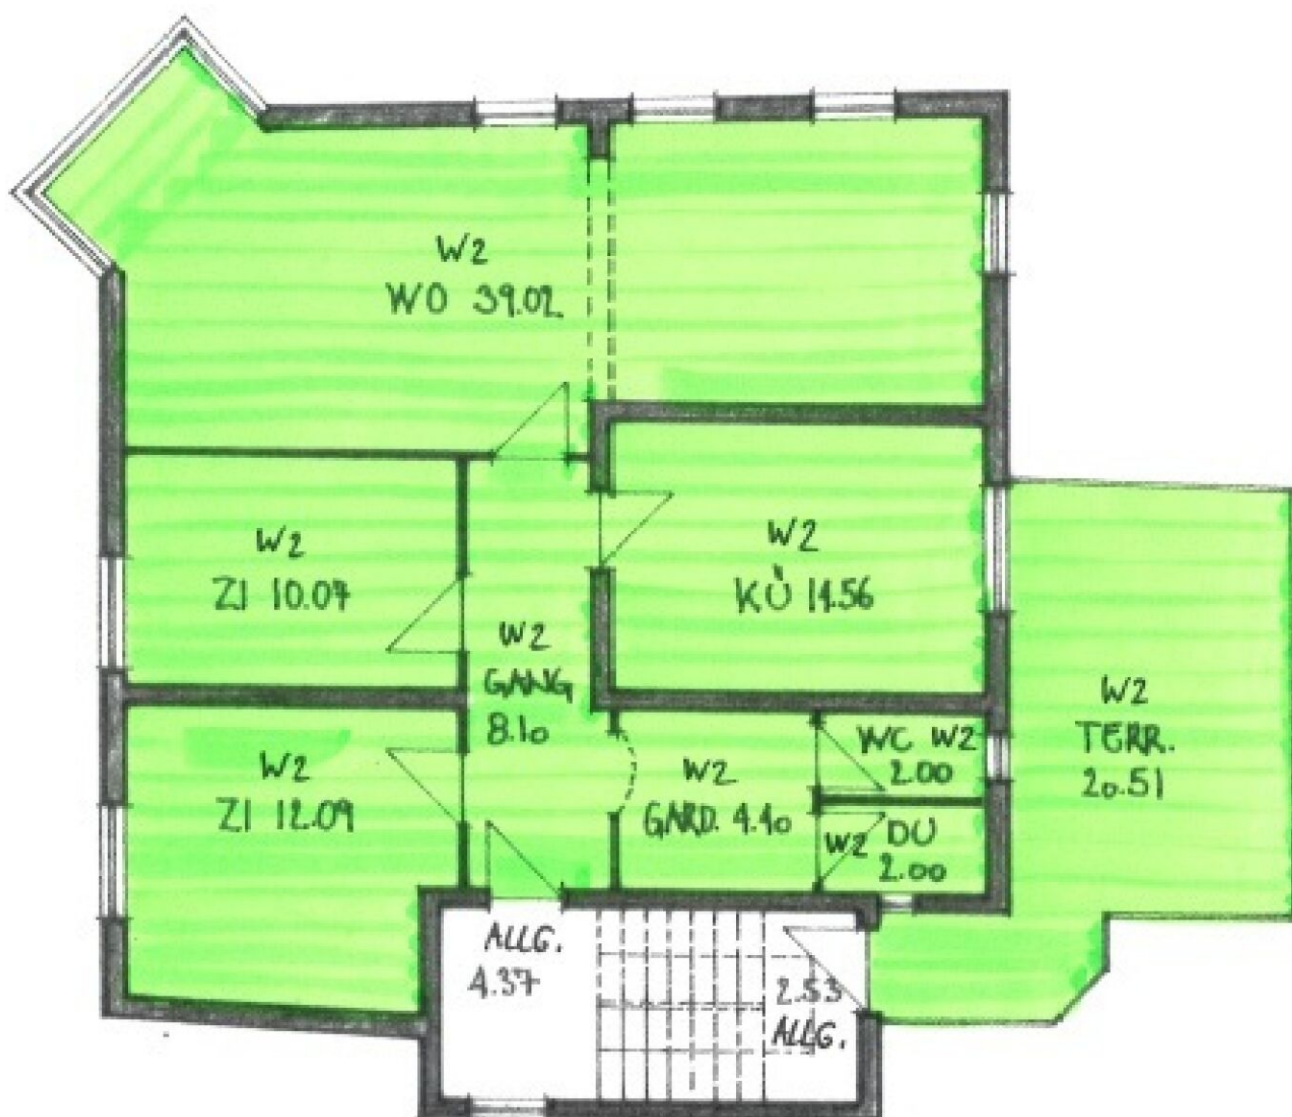 W2
WO 39.02
W2
ZI 10.07
W2
KÜ 14.56
W2
GANG
8.10
W2
TERR.
20.51
WC W2
2.00
W2
ZI 12.09
W2
GARD. 4.40
W2 DU
2.00
ALLG.
4.37
2.53
ALLG.